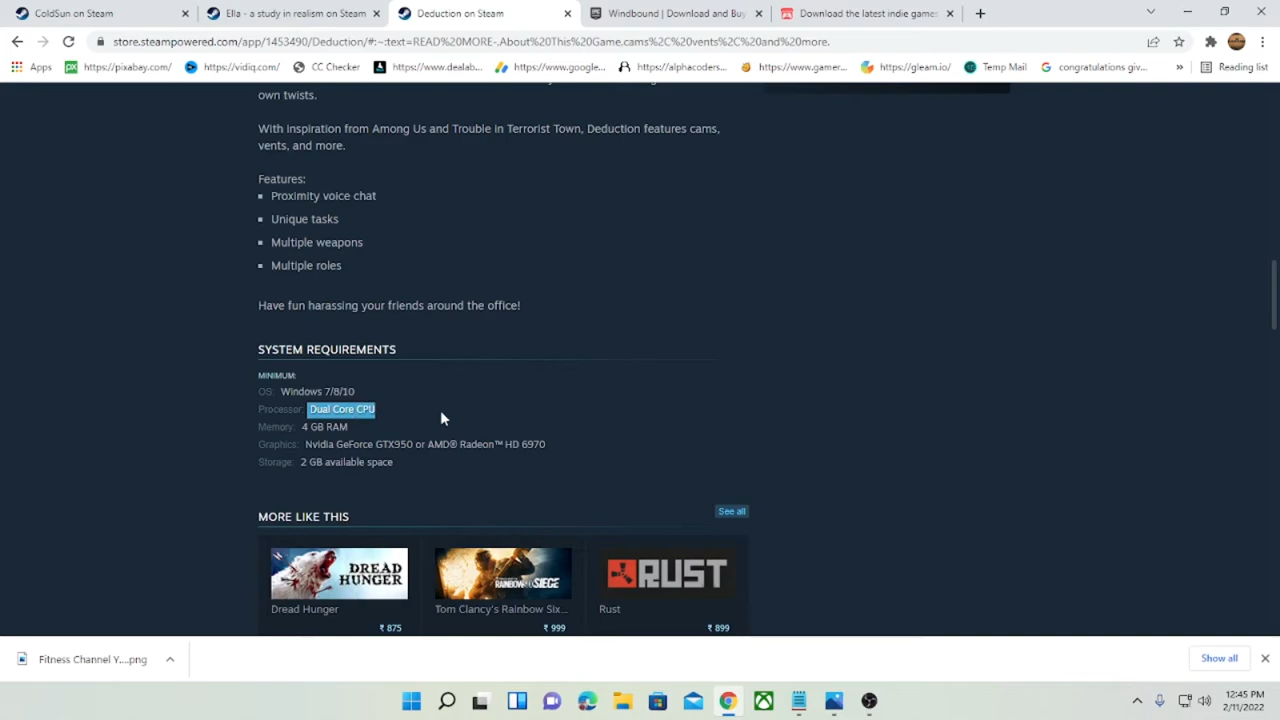 ColdSun on Steam
Ella - a study in realism on Steam
Deduction on Steam
Windbound | Download and Buy
Download the latest indie games
store.steampowered.com/app/1453490/Deduction/#:~:text=READ%20MORE-.About%20This%20Game.cams%2C%20vents%2C%20and%20more.
Apps
https://pixabay.com/
https://vidiq.com/
CC Checker
https://www.dealab...
https://www.google...
https://alphacoders...
https://www.gamer...
https://gleam.io/
Temp Mail
congratulations giv...
»
Reading list
own twists.
With inspiration from Among Us and Trouble in Terrorist Town, Deduction features cams,
vents, and more.
Features:
Proximity voice chat
Unique tasks
Multiple weapons
Multiple roles
Have fun harassing your friends around the office!
SYSTEM REQUIREMENTS
MINIMUM:
OS: Windows 7/8/10
Processor: Dual Core CPU
Memory: 4 GB RAM
Graphics: Nvidia GeForce GTX950 or AMD® Radeon™ HD 6970
Storage: 2 GB available space
MORE LIKE THIS
See all
DREAD
HUNGER
RAINBOW SIEGE
RUST
Dread Hunger
Tom Clancy's Rainbow Six...
Rust
₹ 875
₹ 999
₹ 899
Fitness Channel Y....png
Show all
12:45 PM
2/11/2022